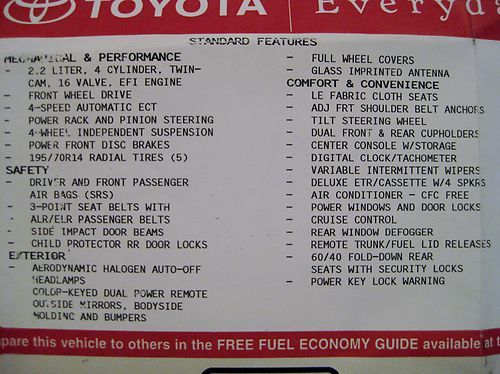 TOYOTA Everyd
STANDARD FEATURES
MECHANICAL & PERFORMANCE
- 2.2 LITER, 4 CYLINDER, TWIN-
CAM, 16 VALVE, EFI ENGINE
- FRONT WHEEL DRIVE
- 4-SPEED AUTOMATIC ECT
- POWER RACK AND PINION STEERING
- 4-WHEEL INDEPENDENT SUSPENSION
- POWER FRONT DISC BRAKES
- 195/70R14 RADIAL TIRES (5)
SAFETY
- DRIVER AND FRONT PASSENGER
AIR BAGS (SRS)
- 3-POINT SEAT BELTS WITH
- ALR/ELR PASSENGER BELTS
- SIDE IMPACT DOOR BEAMS
- CHILD PROTECTOR RR DOOR LOCKS
EXTERIOR
- AERODYNAMIC HALOGEN AUTO-OFF
HEADLAMPS
COLOR-KEYED DUAL POWER REMOTE
OUTSIDE MIRRORS, BODYSIDE
MOLDING AND BUMPERS
- FULL WHEEL COVERS
- GLASS IMPRINTED ANTENNA
COMFORT & CONVENIENCE
- LE FABRIC CLOTH SEATS
- ADJ FRT SHOULDER BELT ANCHORS
- TILT STEERING WHEEL
- DUAL FRONT & REAR CUPHOLDERS
- CENTER CONSOLE W/STORAGE
- DIGITAL CLOCK/TACHOMETER
- VARIABLE INTERMITTENT WIPERS
- DELUXE ETR/CASSETTE W/4 SPKRS
- AIR CONDITIONER - CFC FREE
- POWER WINDOWS AND DOOR LOCKS
- CRUISE CONTROL
- REAR WINDOW DEFOGGER
- REMOTE TRUNK/FUEL LID RELEASES
- 60/40 FOLD-DOWN REAR
SEATS WITH SECURITY LOCKS
- POWER KEY LOCK WARNING
pare this vehicle to others in the FREE FUEL ECONOMY GUIDE available at t